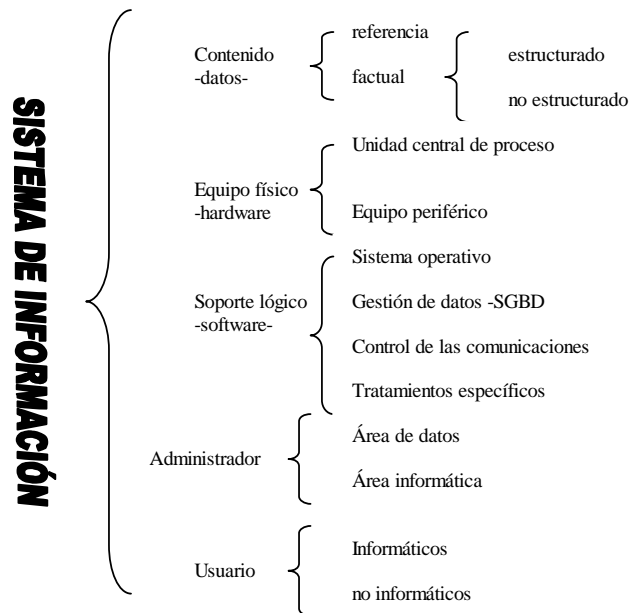 SISTEMA DE INFORMACIÓN
Contenido
-datos-
referencia
factual
estructurado
no estructurado
Equipo físico
-hardware
Unidad central de proceso
Equipo periférico
Soporte lógico
-software-
Sistema operativo
Gestión de datos -SGBD
Control de las comunicaciones
Tratamientos específicos
Administrador
Área de datos
Área informática
Usuario
Informáticos
no informáticos